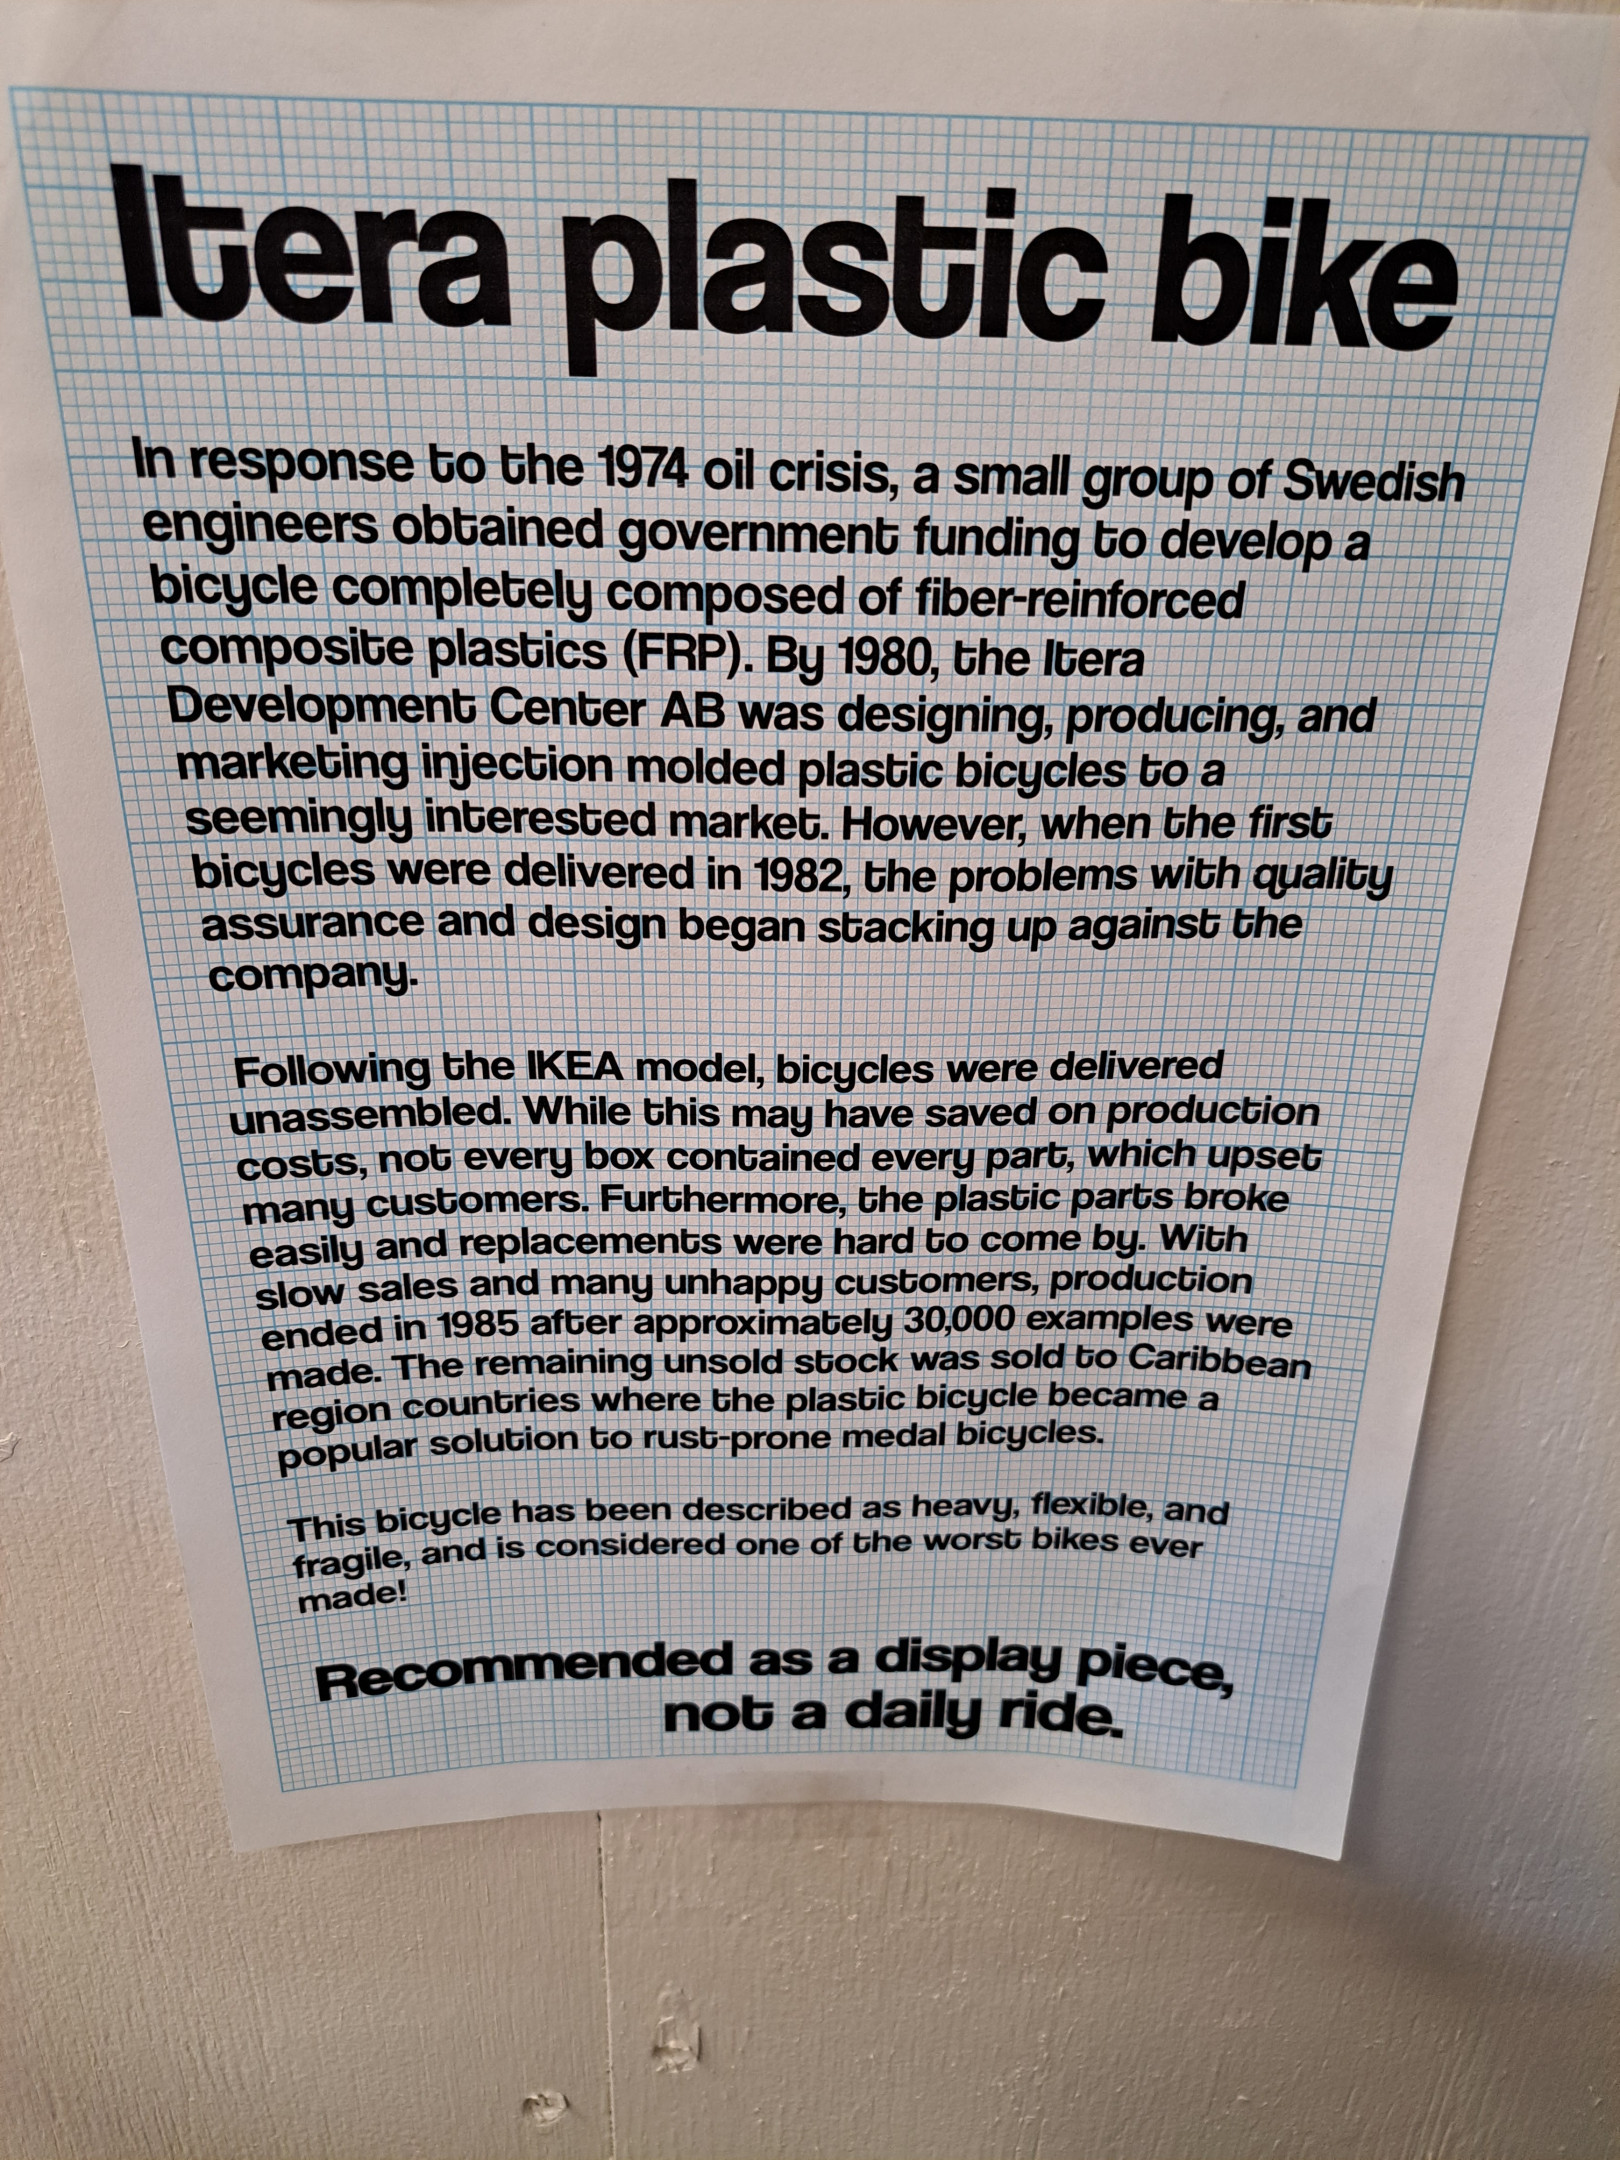 Itera plastic bike
In response to the 1974 oil crisis, a small group of Swedish
engineers obtained government funding to develop a
bicycle completely composed of fiber-reinforced
composite plastics (FRP). By 1980, the Itera
Development Center AB was designing, producing, and
marketing injection molded plastic bicycles to a
seemingly interested market. However, when the first
bicycles were delivered in 1982, the problems with quality
assurance and design began stacking up against the
company.
Following the IKEA model, bicycles were delivered
unassembled. While this may have saved on production
costs, not every box contained every part, which upset
many customers. Furthermore, the plastic parts broke
easily and replacements were hard to come by. With
slow sales and many unhappy customers, production
ended in 1985 after approximately 30,000 examples were
made. The remaining unsold stock was sold to Caribbean
region countries where the plastic bicycle became a
popular solution to rust-prone medal bicycles.
This bicycle has been described as heavy, flexible, and
fragile, and is considered one of the worst bikes ever
made!
Recommended as a display piece,
not a daily ride.